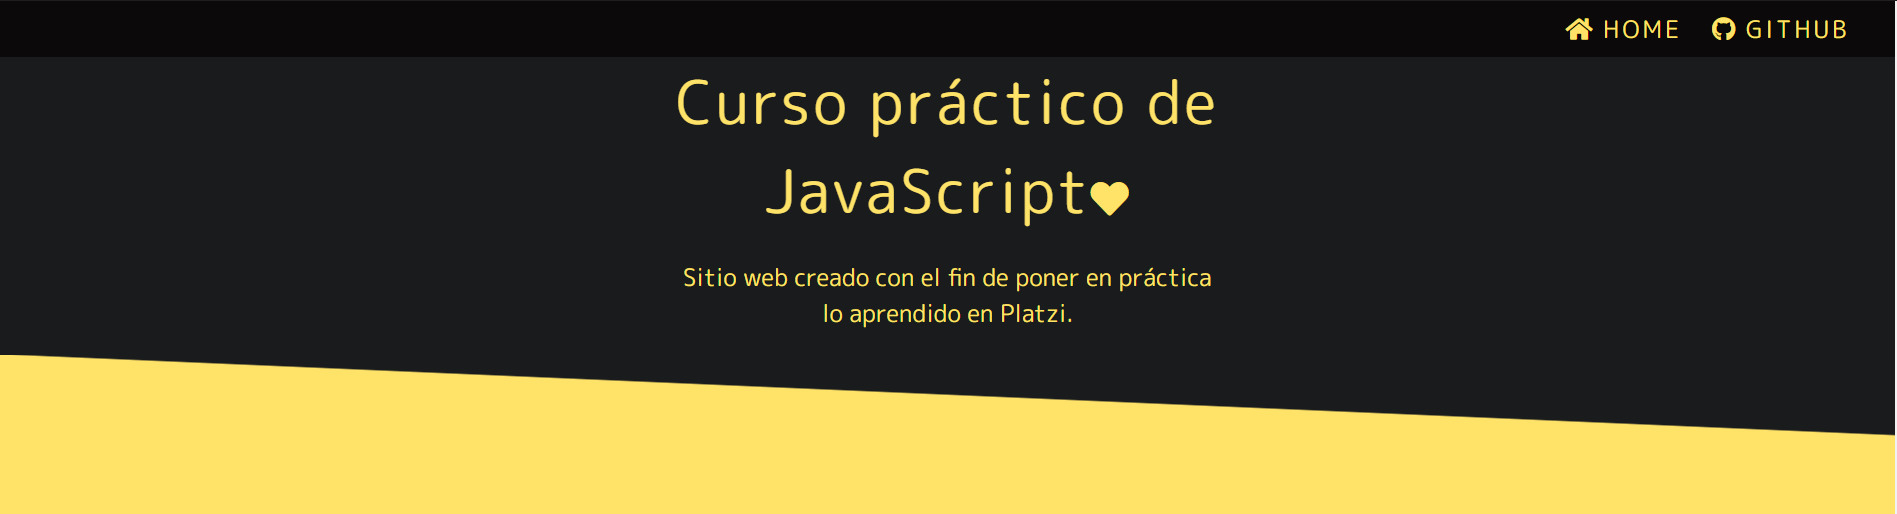 HOME GITHUB
Curso práctico de
JavaScript
Sitio web creado con el fin de poner en práctica
lo aprendido en Platzi.